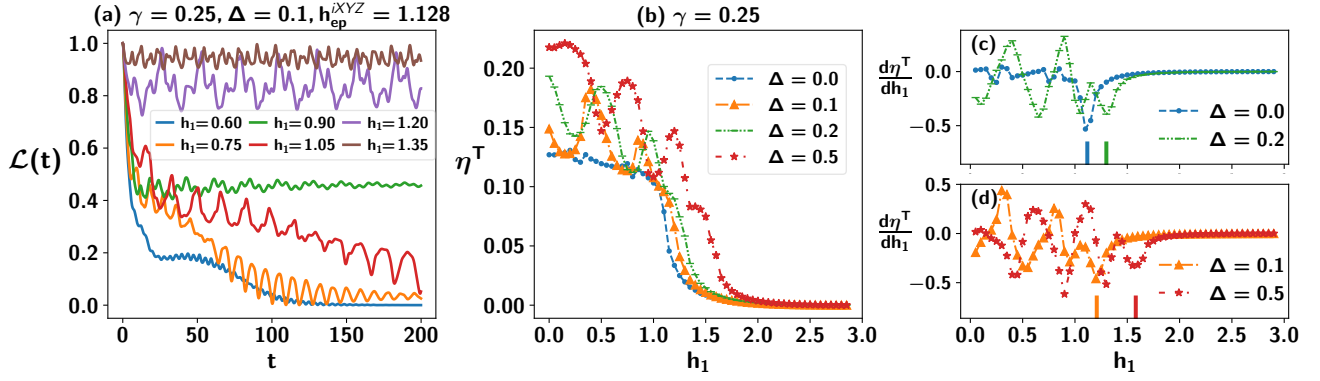 (a) γ = 0.25, Δ = 0.1, h_ep^iXYZ = 1.128
1.0
0.8
0.6
0.4
0.2
0.0
ℒ(t)
h₁=0.60 h₁=0.90 h₁=1.20
h₁=0.75 h₁=1.05 h₁=1.35
0 50 100 150 200
t
(b) γ = 0.25
0.20
0.15
0.10
0.05
0.00
η^T
Δ = 0.0
Δ = 0.1
Δ = 0.2
Δ = 0.5
0.0 0.5 1.0 1.5 2.0 2.5 3.0
h₁
(c)
dη^T/dh₁
0.0
−0.5
Δ = 0.0
Δ = 0.2
(d)
dη^T/dh₁
0.5
0.0
−0.5
Δ = 0.1
Δ = 0.5
0.0 0.5 1.0 1.5 2.0 2.5 3.0
h₁